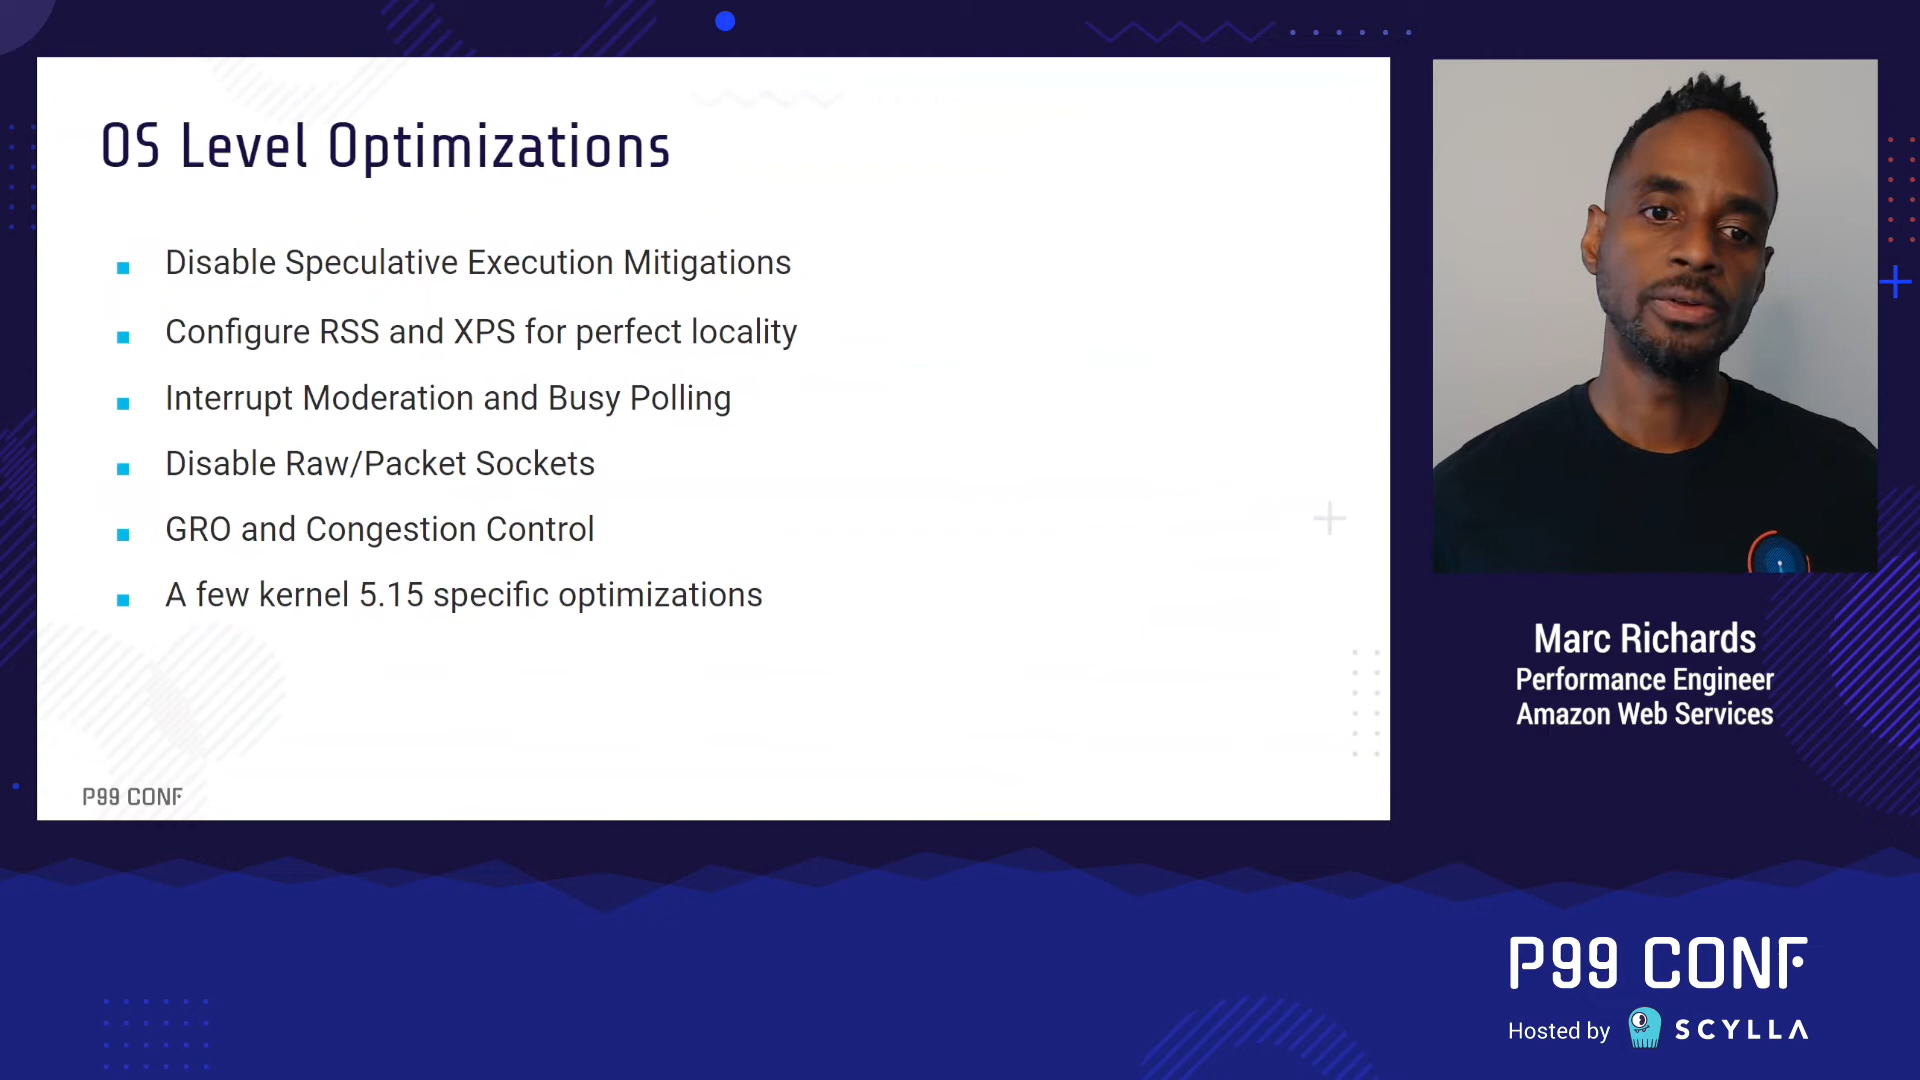 OS Level Optimizations
Disable Speculative Execution Mitigations
Configure RSS and XPS for perfect locality
Interrupt Moderation and Busy Polling
Disable Raw/Packet Sockets
GRO and Congestion Control
A few kernel 5.15 specific optimizations
P99 CONF
Marc Richards
Performance Engineer
Amazon Web Services
P99 CONF
Hosted by SCYLLA